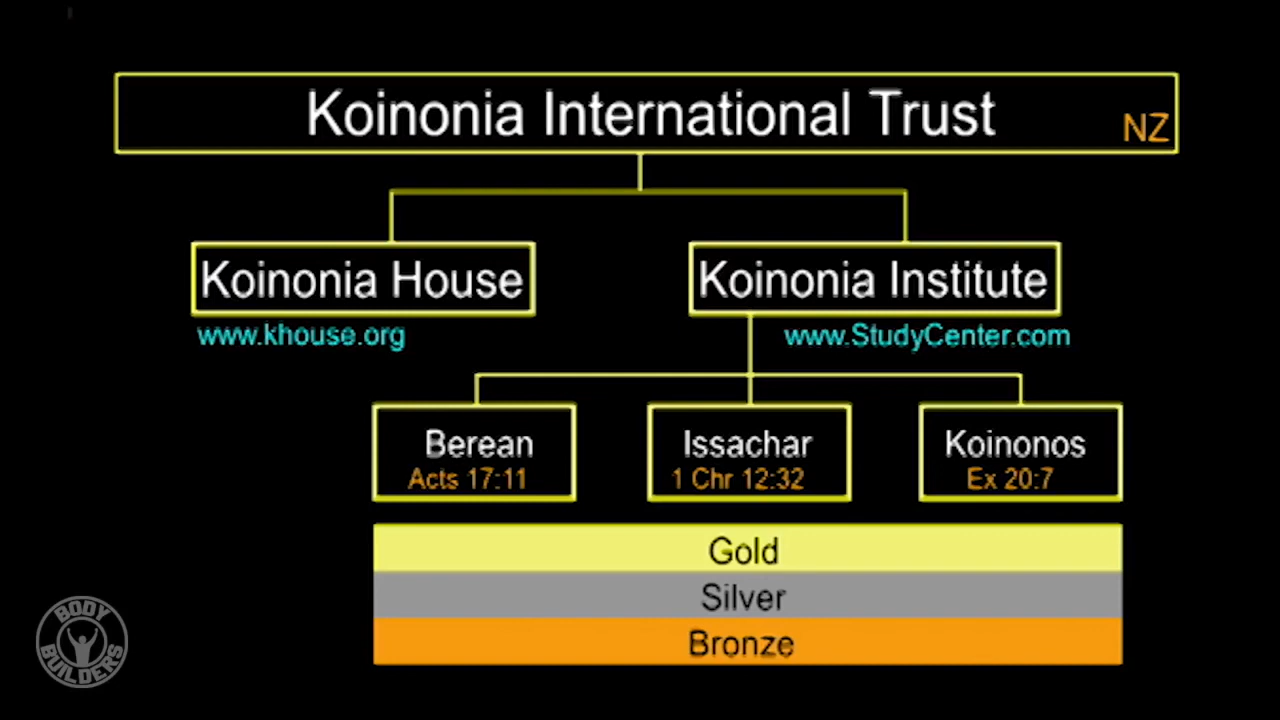 Koinonia International Trust
NZ
Koinonia House
Koinonia Institute
www.khouse.org
www.StudyCenter.com
Berean
Issachar
Koinonos
Acts 17:11
1 Chr 12:32
Ex 20:7
Gold
Silver
Bronze
BODY
BUILDERS